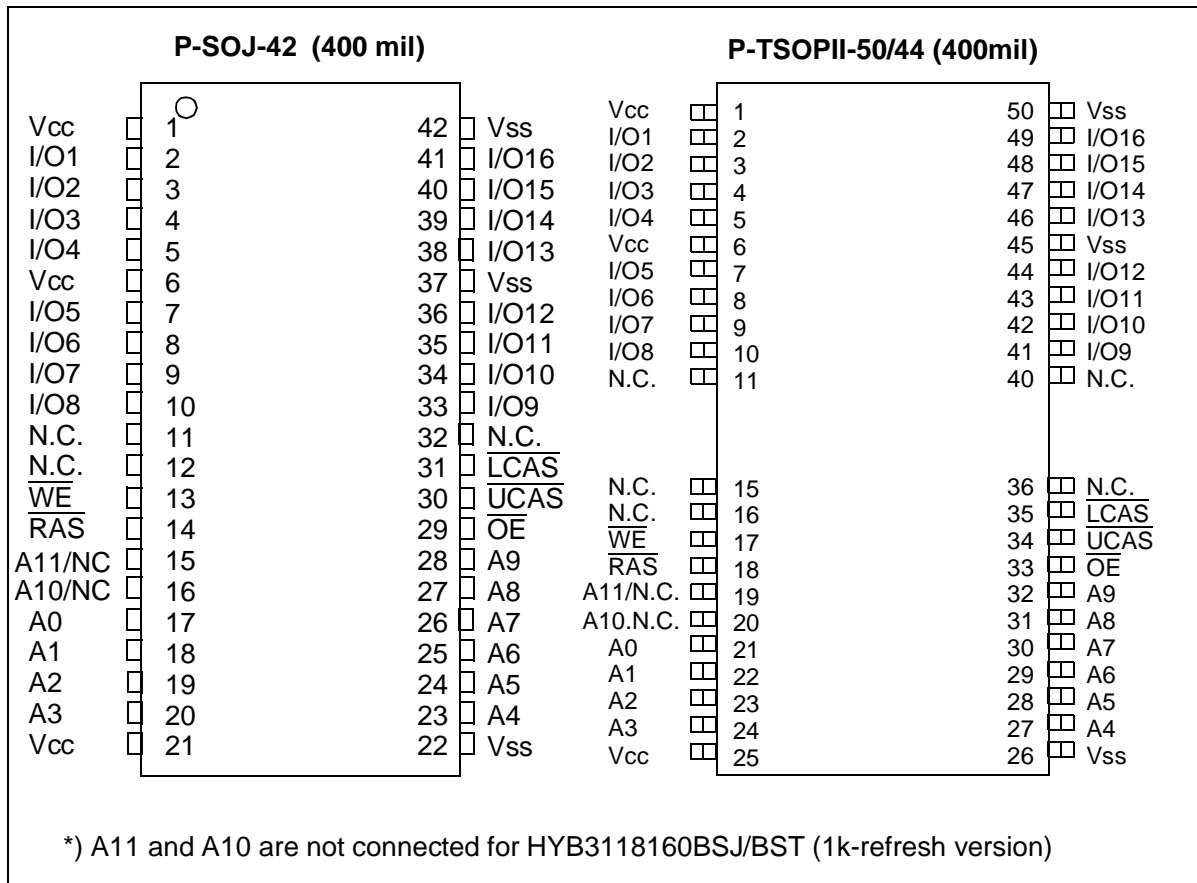 P-SOJ-42 (400 mil)
Vcc 1 42 Vss
I/O1 2 41 I/O16
I/O2 3 40 I/O15
I/O3 4 39 I/O14
I/O4 5 38 I/O13
Vcc 6 37 Vss
I/O5 7 36 I/O12
I/O6 8 35 I/O11
I/O7 9 34 I/O10
I/O8 10 33 I/O9
N.C. 11 32 N.C.
N.C. 12 31 LCAS
WE 13 30 UCAS
RAS 14 29 OE
A11/NC 15 28 A9
A10/NC 16 27 A8
A0 17 26 A7
A1 18 25 A6
A2 19 24 A5
A3 20 23 A4
Vcc 21 22 Vss
P-TSOPII-50/44 (400mil)
Vcc 1 50 Vss
I/O1 2 49 I/O16
I/O2 3 48 I/O15
I/O3 4 47 I/O14
I/O4 5 46 I/O13
Vcc 6 45 Vss
I/O5 7 44 I/O12
I/O6 8 43 I/O11
I/O7 9 42 I/O10
I/O8 10 41 I/O9
N.C. 11 40 N.C.
N.C. 15 36 N.C.
N.C. 16 35 LCAS
WE 17 34 UCAS
RAS 18 33 OE
A11/N.C. 19 32 A9
A10.N.C. 20 31 A8
A0 21 30 A7
A1 22 29 A6
A2 23 28 A5
A3 24 27 A4
Vcc 25 26 Vss
*) A11 and A10 are not connected for HYB3118160BSJ/BST (1k-refresh version)